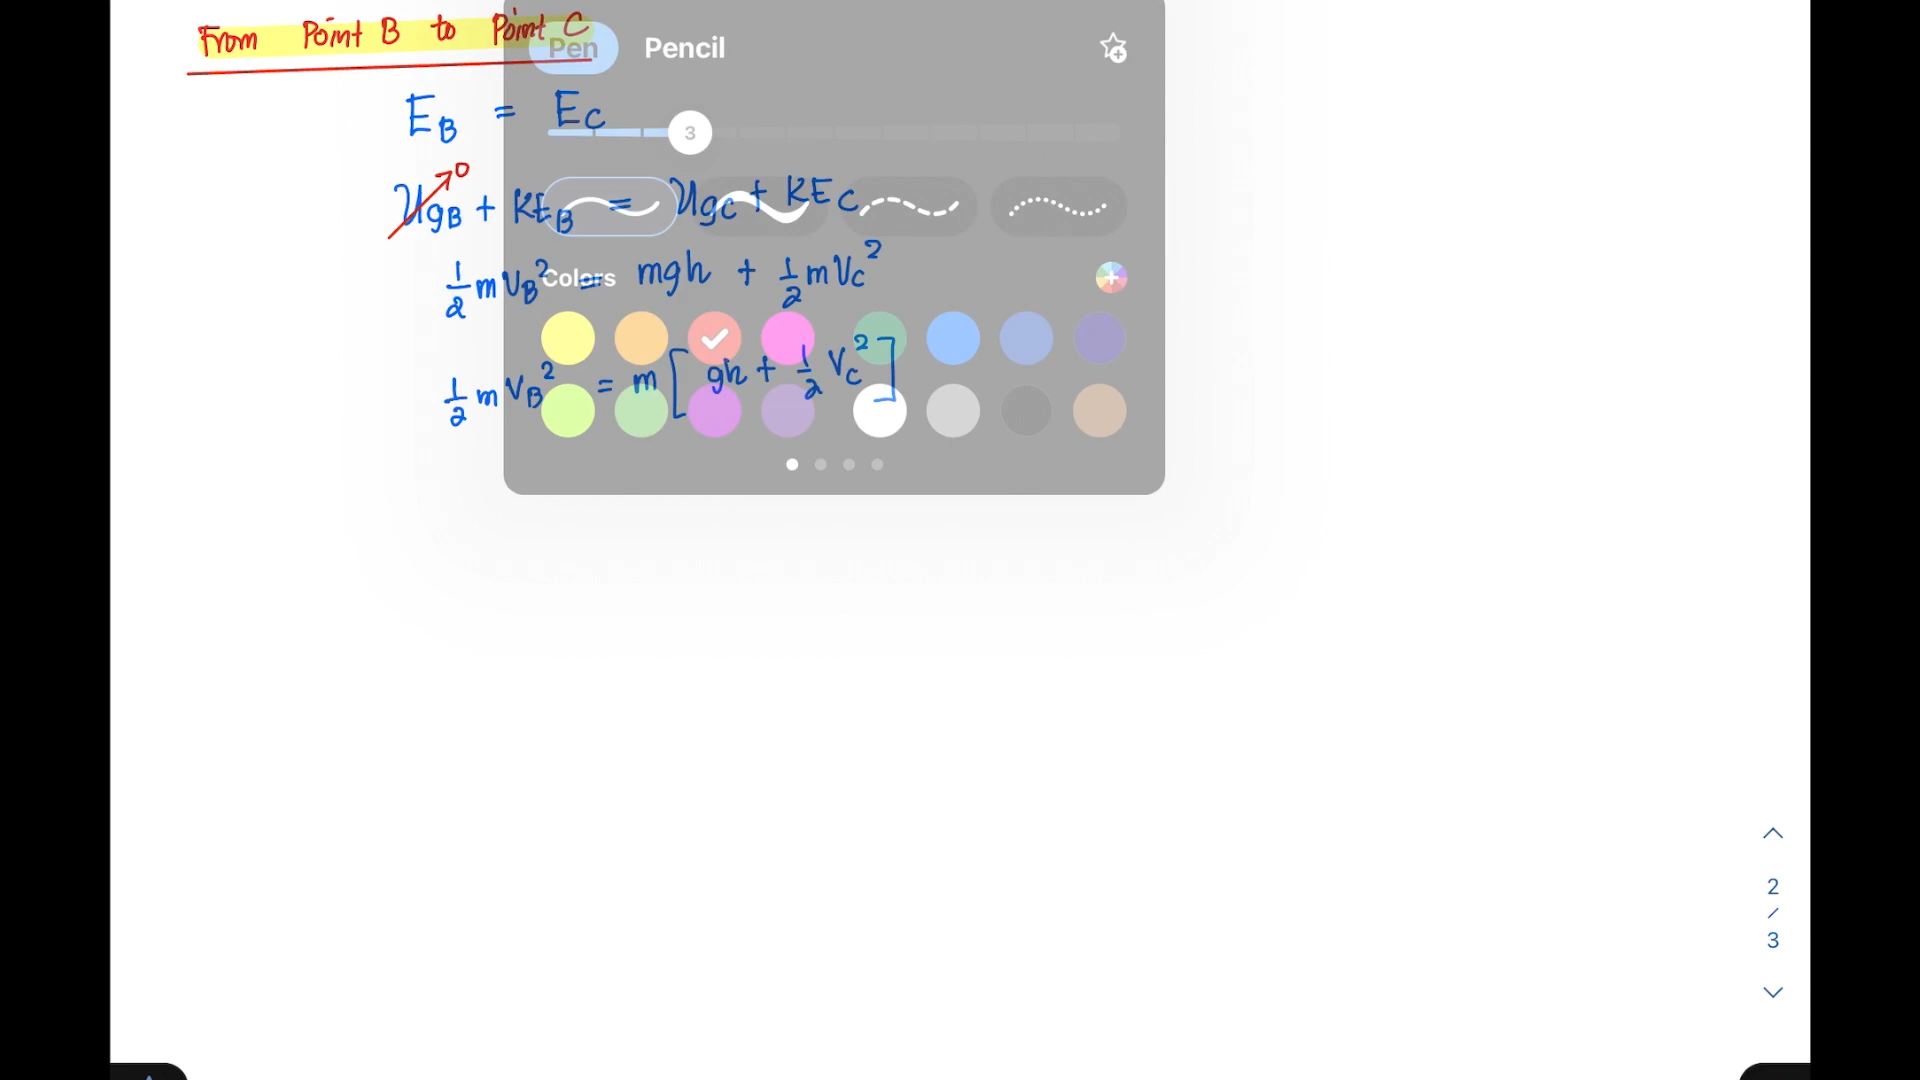 From Point B to Point C
Pen Pencil
E_B = E_C
3
U_gB → 0 + KE_B = U_gC + KE_C
1/2 m V_B^2 = mgh + 1/2 m V_C^2
Colors
1/2 m V_B^2 = m [ gh + 1/2 V_C^2 ]
2
/
3